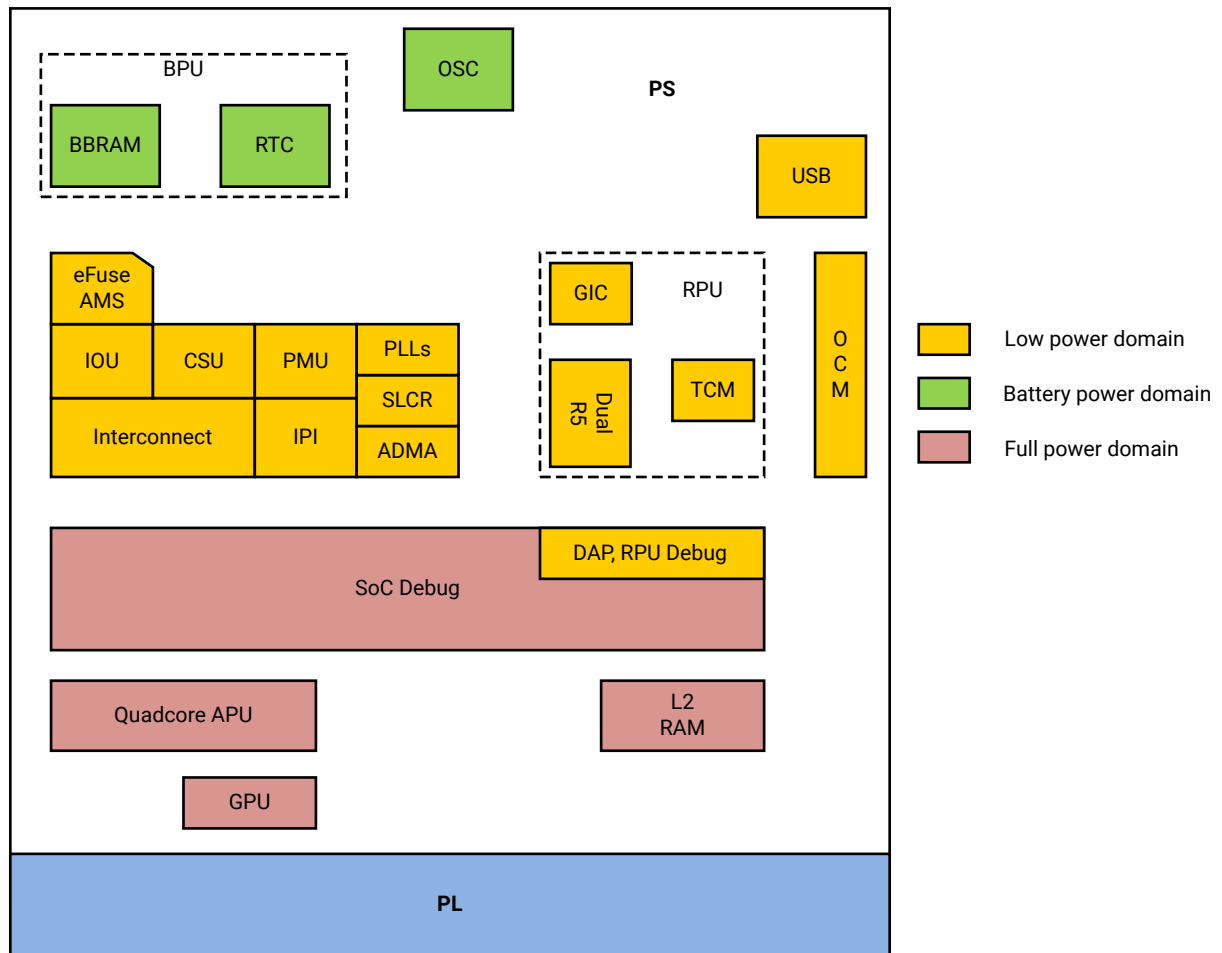 BPU
OSC
PS
BBRAM
RTC
USB
eFuse
AMS
IOU
CSU
PMU
PLLs
SLCR
Interconnect
IPI
ADMA
GIC
RPU
Dual
R5
TCM
O
C
M
Low power domain
Battery power domain
Full power domain
DAP, RPU Debug
SoC Debug
Quadcore APU
L2
RAM
GPU
PL